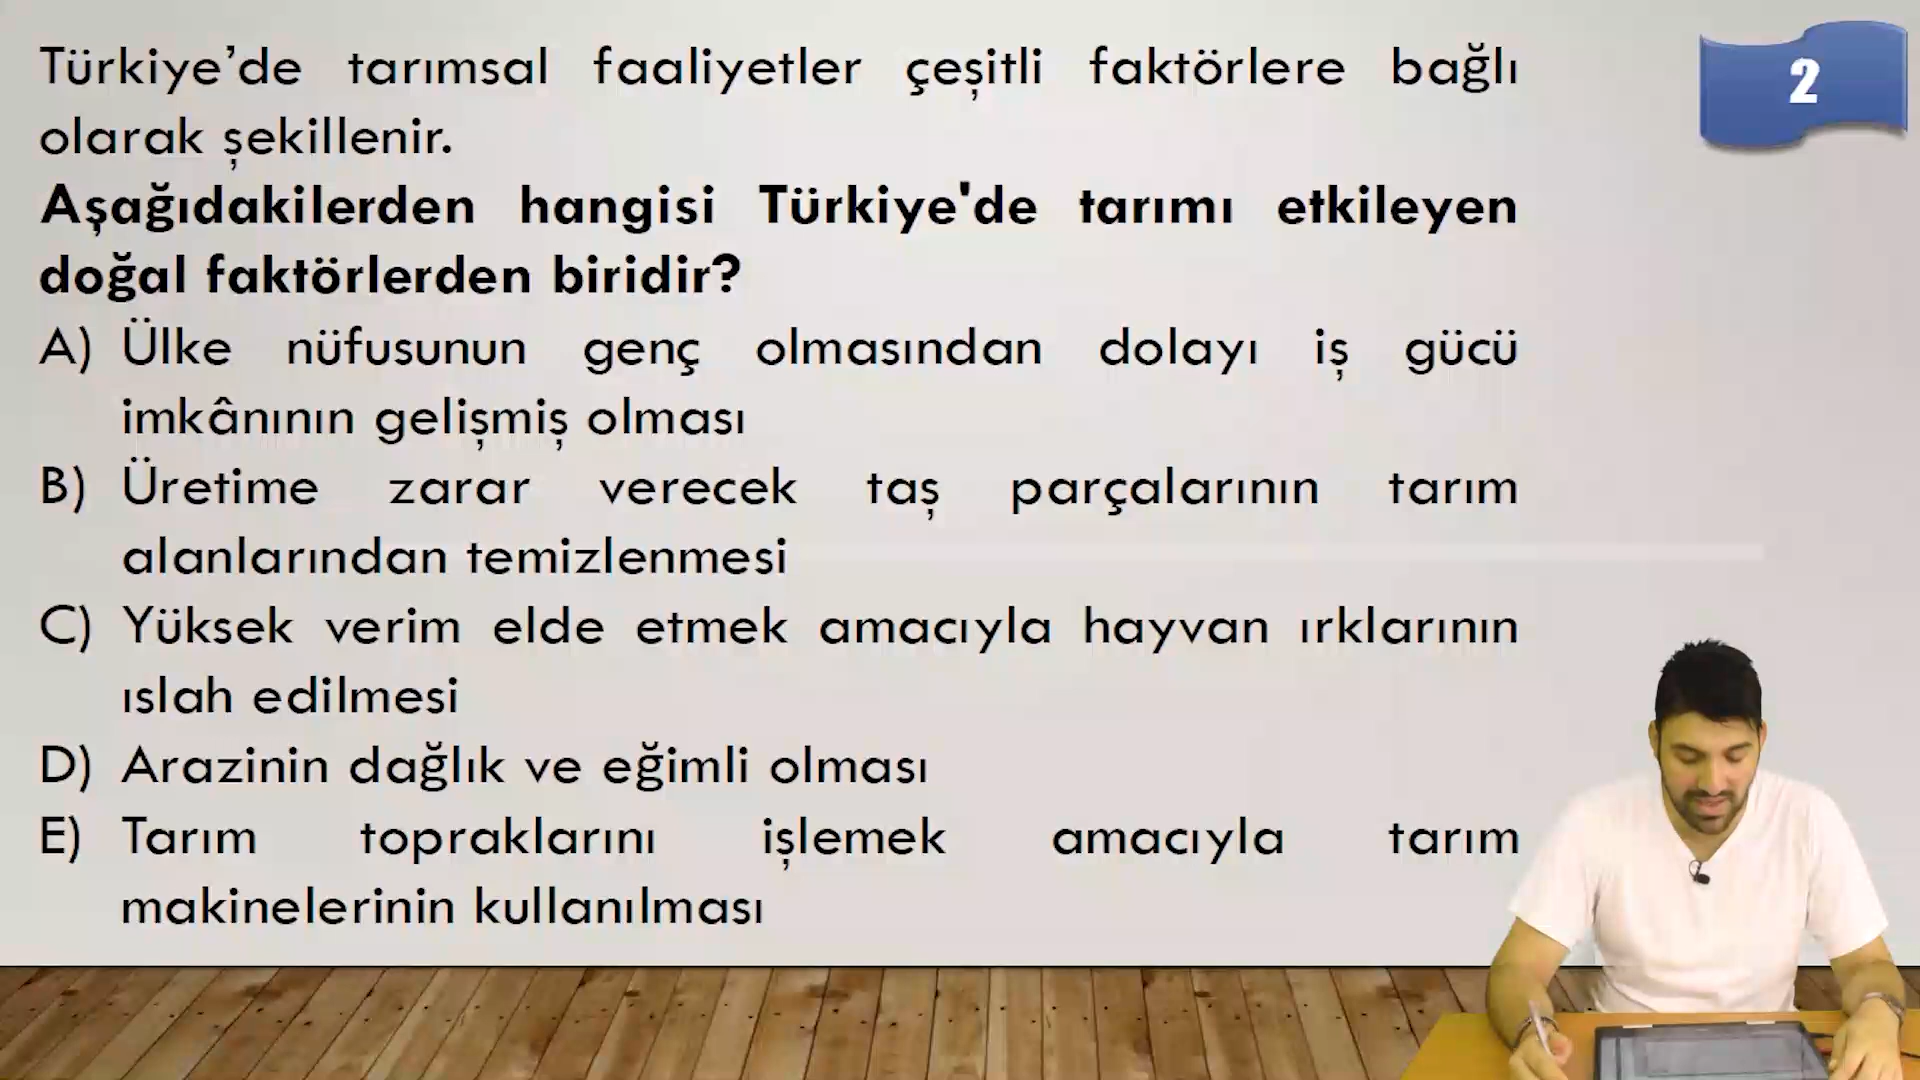 2
Türkiye’de tarımsal faaliyetler çeşitli faktörlere bağlı
olarak şekillenir.
Aşağıdakilerden hangisi Türkiye'de tarımı etkileyen
doğal faktörlerden biridir?
A) Ülke nüfusunun genç olmasından dolayı iş gücü
imkânının gelişmiş olması
B) Üretime zarar verecek taş parçalarının tarım
alanlarından temizlenmesi
C) Yüksek verim elde etmek amacıyla hayvan ırklarının
ıslah edilmesi
D) Arazinin dağlık ve eğimli olması
E) Tarım topraklarını işlemek amacıyla tarım
makinelerinin kullanılması